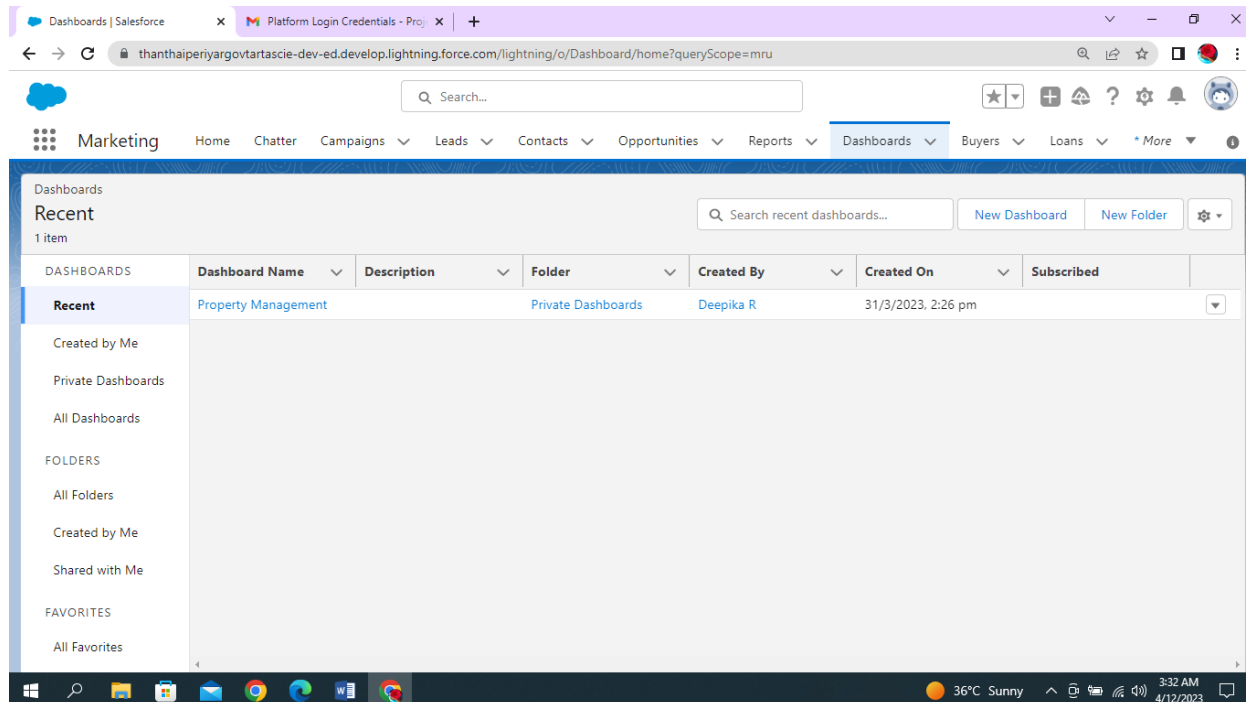 Dashboards | Salesforce
Platform Login Credentials - Proj
thanthaiperiyargovtartascie-dev-ed.develop.lightning.force.com/lightning/o/Dashboard/home?queryScope=mru
Search...
Marketing Home Chatter Campaigns Leads Contacts Opportunities Reports Dashboards Buyers Loans * More
Dashboards
Recent
1 item
Search recent dashboards...
New Dashboard New Folder
DASHBOARDS
Dashboard Name Description Folder Created By Created On Subscribed
Recent
Property Management Private Dashboards Deepika R 31/3/2023, 2:26 pm
Created by Me
Private Dashboards
All Dashboards
FOLDERS
All Folders
Created by Me
Shared with Me
FAVORITES
All Favorites
36°C Sunny
3:32 AM
4/12/2023